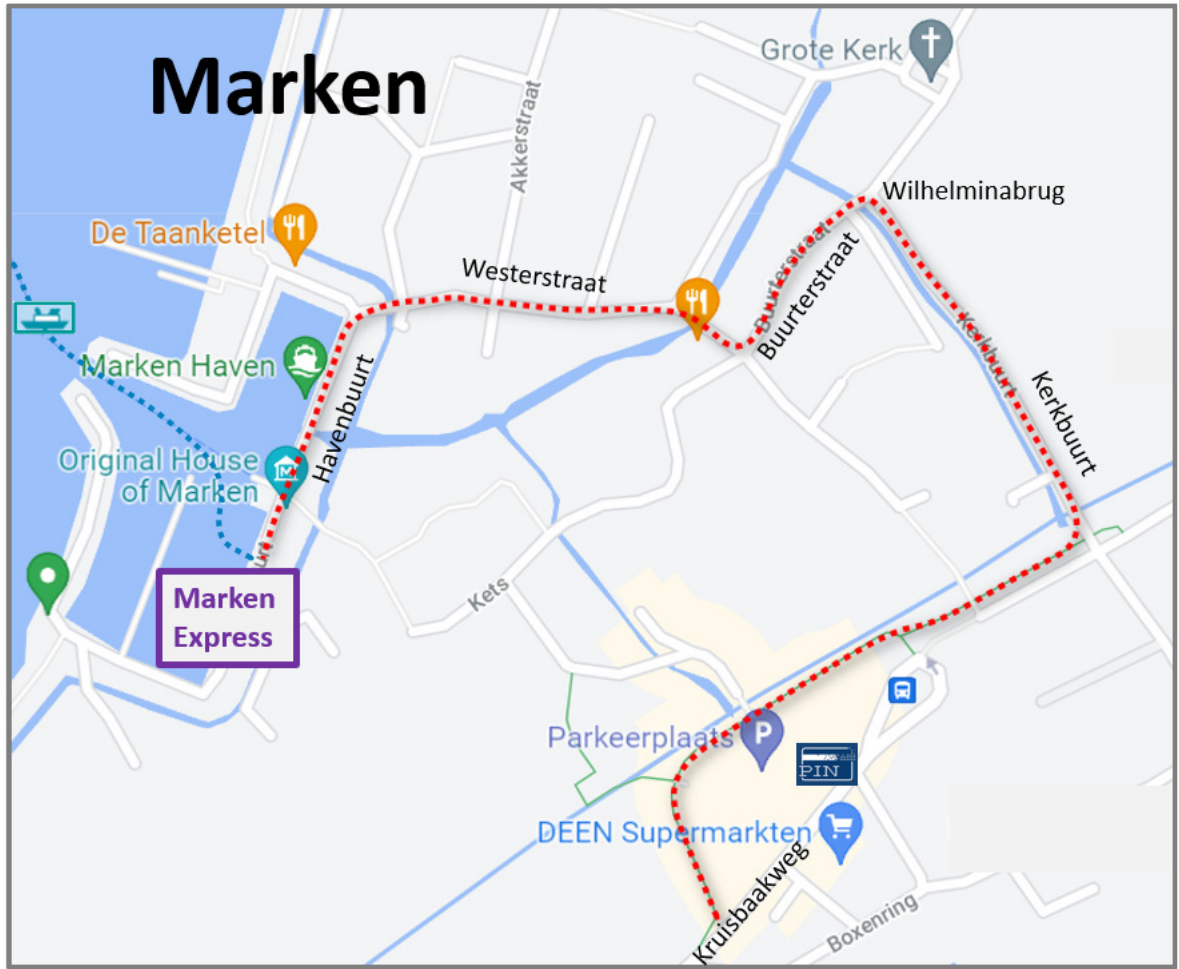 Marken
Grote Kerk
Akkerstraat
Wilhelminabrug
De Taanketel
Westerstraat
Buurterstraat
Buurterstraat
Marken Haven
Havenbuurt
Kerkbuurt
Kerkbuurt
Original House
of Marken
M
urt
Marken
Express
Kets
Parkeerplaats
P
PIN
DEEN Supermarkten
Kruisbaakweg
Boxenring